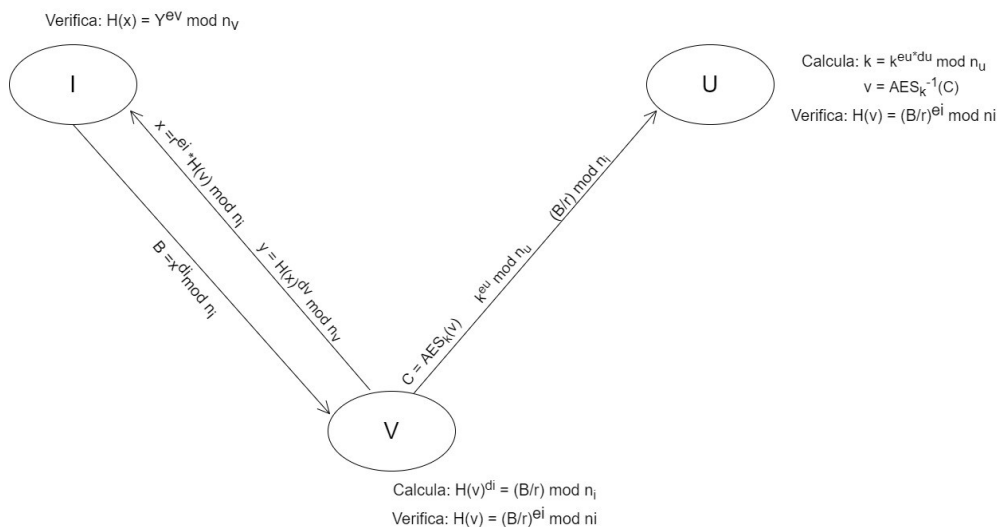 Verifica: H(x) = Y^ev mod n_v
I
U
Calcula: k = k^eu*du mod n_u
v = AES_k^-1(C)
Verifica: H(v) = (B/r)^ei mod ni
x =r^ei *H(v) mod n_i
y = H(x)^dv mod n_v
B =x^di mod n_i
C = AES_k(v)
k^eu mod n_u
(B/r) mod n_i
V
Calcula: H(v)^di = (B/r) mod n_i
Verifica: H(v) = (B/r)^ei mod ni